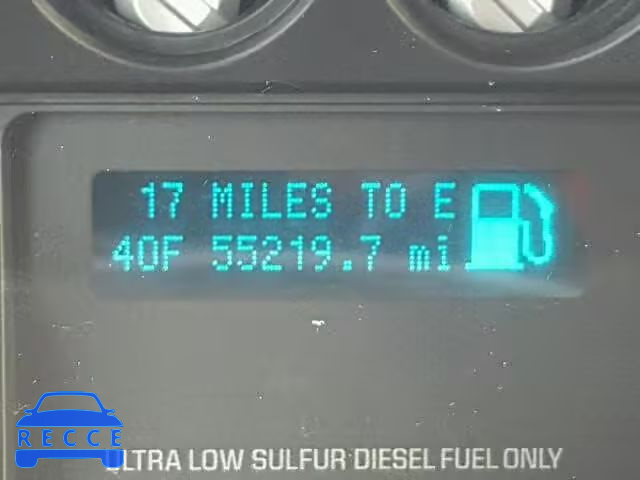 17 MILES TO E
40F 55219.7 mi
RECCE
ULTRA LOW SULFUR DIESEL FUEL ONLY